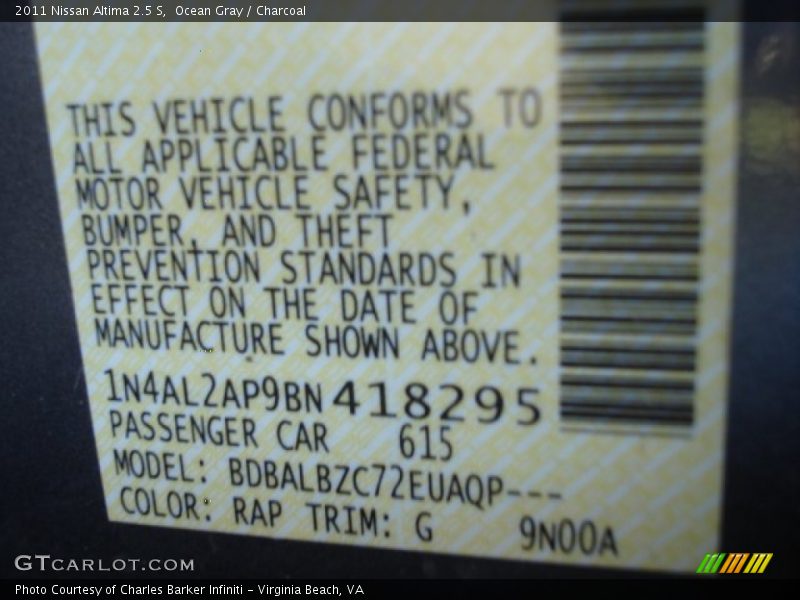 2011 Nissan Altima 2.5 S,  Ocean Gray / Charcoal
THIS VEHICLE CONFORMS TO
ALL APPLICABLE FEDERAL
MOTOR VEHICLE SAFETY,
BUMPER, AND THEFT
PREVENTION STANDARDS IN
EFFECT ON THE DATE OF
MANUFACTURE SHOWN ABOVE.
1N4AL2AP9BN418295
PASSENGER CAR 615
MODEL: BDBALBZC72EUAQP---
COLOR: RAP TRIM: G 9N00A
GTCARLOT.COM
Photo Courtesy of Charles Barker Infiniti - Virginia Beach, VA